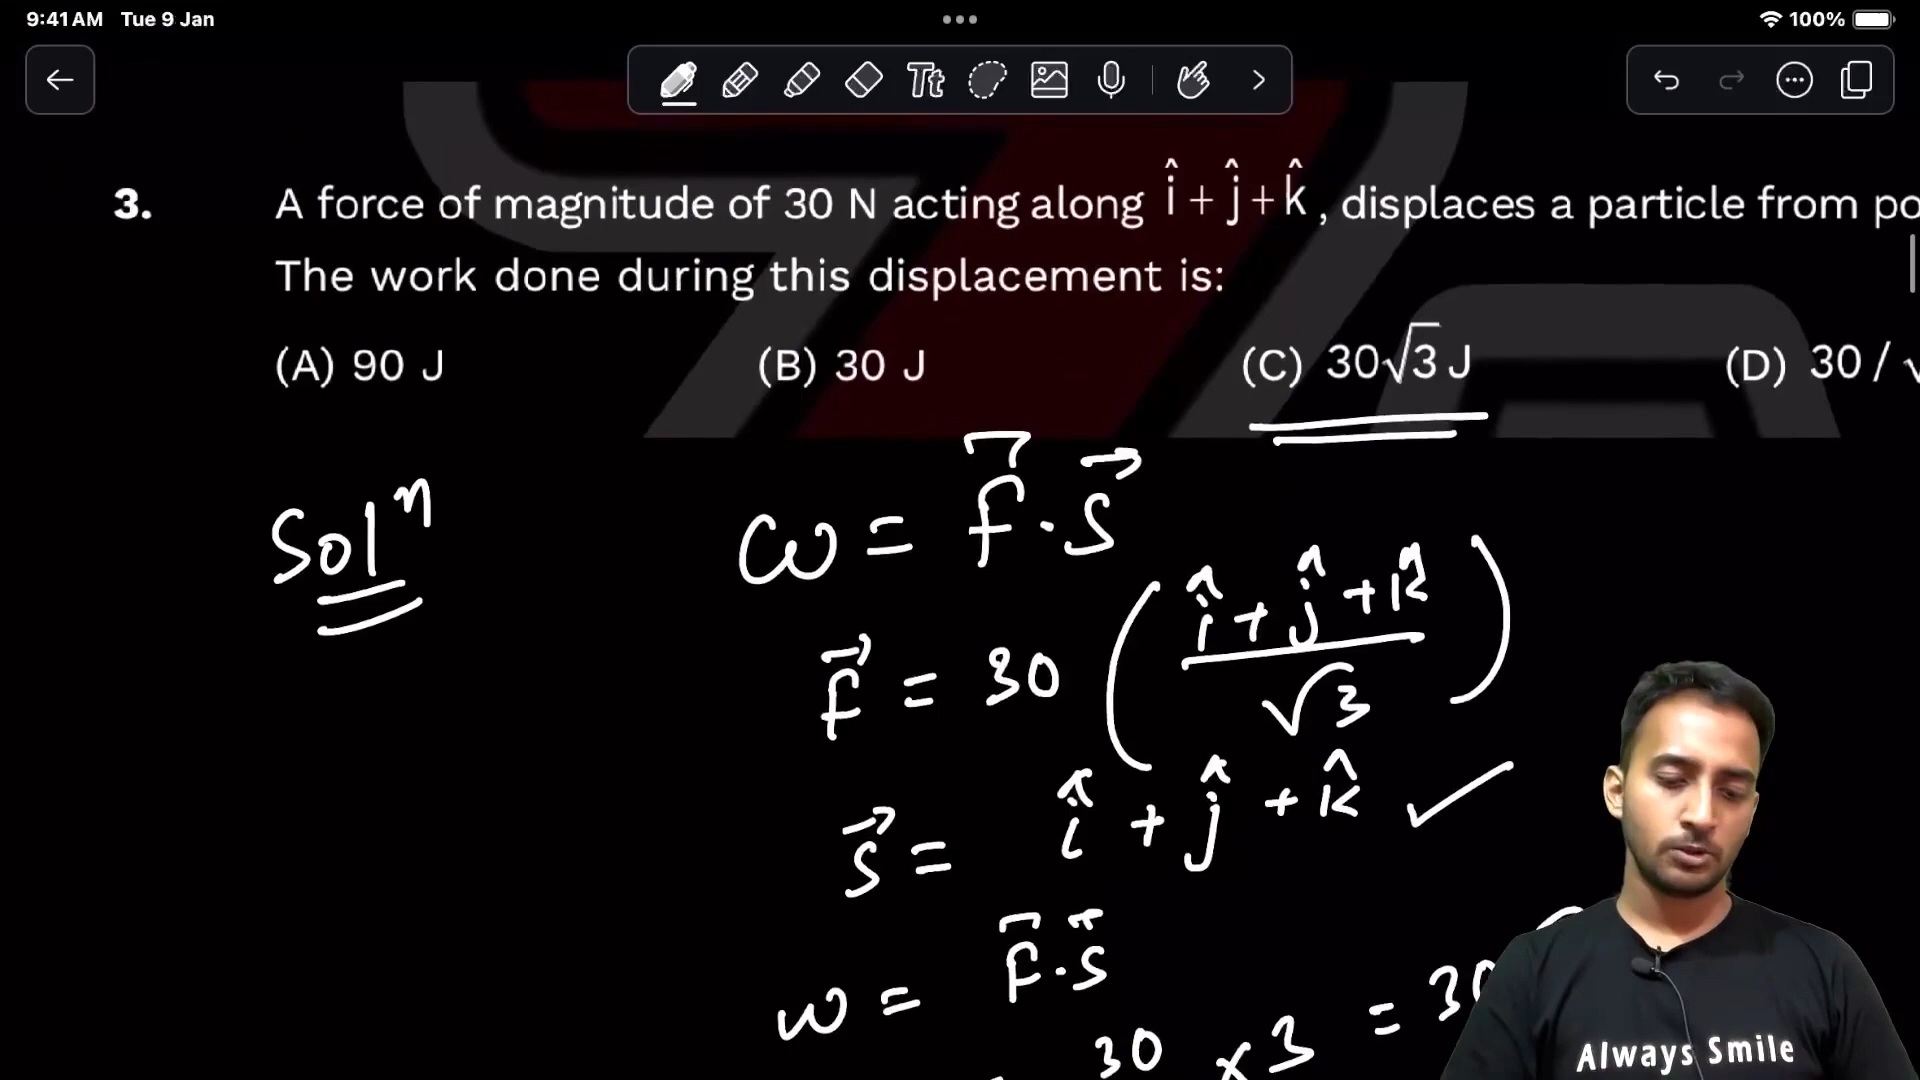 9:41 AM Tue 9 Jan
100%
Tt
3. A force of magnitude of 30 N acting along î + ĵ + k̂, displaces a particle from po
The work done during this displacement is:
(A) 90 J (B) 30 J (C) 30√3 J (D) 30 / √
Solⁿ
ω = f⃗ · s⃗
f⃗ = 30 ( (î + ĵ + k̂) / √3 )
s⃗ = î + ĵ + k̂ ✓
w = F⃗ · s⃗
30 × 3 = 30
Always Smile